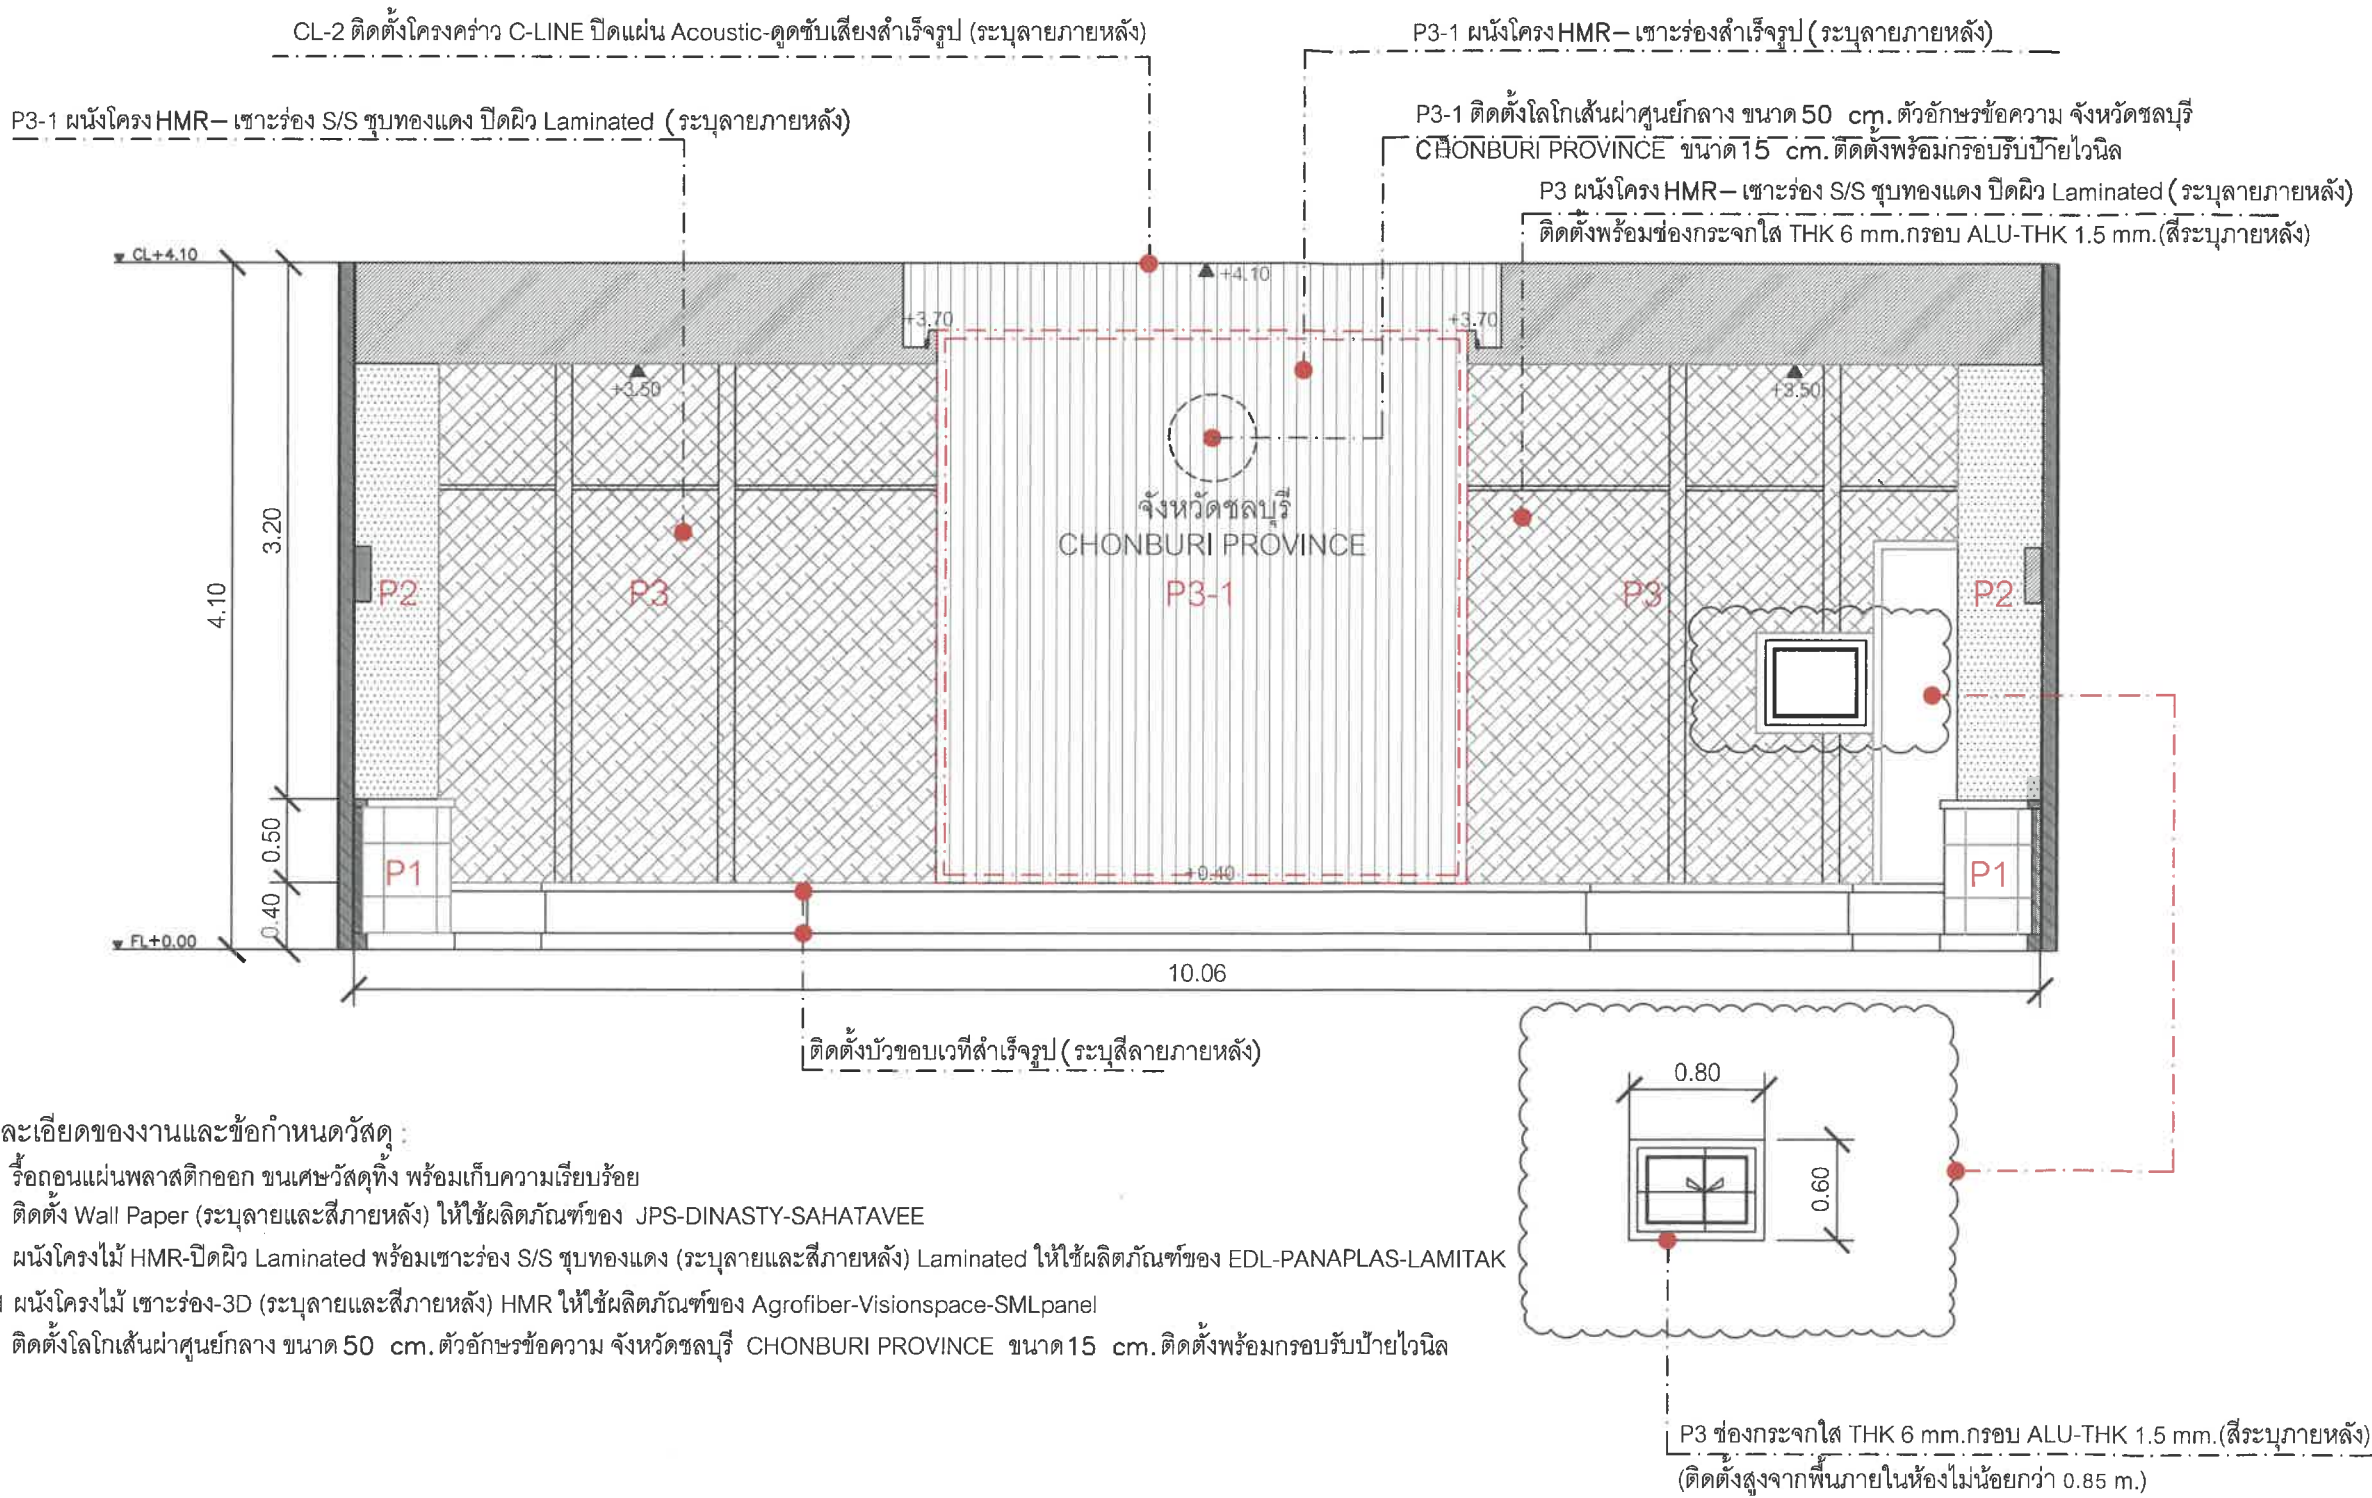 CL-2 ติดตั้งโครงคร่าว C-LINE ปิดแผ่น Acoustic-ดูดซับเสียงสำเร็จรูป (ระบุลายภายหลัง)
P3-1 ผนังโครง HMR– เซาะร่องสำเร็จรูป (ระบุลายภายหลัง)
P3-1 ผนังโครง HMR– เซาะร่อง S/S ชุบทองแดง ปิดผิว Laminated (ระบุลายภายหลัง)
P3-1 ติดตั้งโลโกเส้นผ่าศูนย์กลาง ขนาด 50 cm. ตัวอักษรข้อความ จังหวัดชลบุรี
CHONBURI PROVINCE ขนาด 15 cm. ติดตั้งพร้อมกรอบรับป้ายไวนิล
P3 ผนังโครง HMR– เซาะร่อง S/S ชุบทองแดง ปิดผิว Laminated (ระบุลายภายหลัง)
ติดตั้งพร้อมช่องกระจกใส THK 6 mm.กรอบ ALU-THK 1.5 mm.(สีระบุภายหลัง)
CL+4.10
+4.10
+3.70
+3.70
+3.50
+3.50
จังหวัดชลบุรี
CHONBURI PROVINCE
3.20
4.10
P2
P3
P3-1
P3
P2
0.50
P1
+0.40
P1
0.40
FL+0.00
10.06
ติดตั้งบัวขอบเวทีสำเร็จรูป (ระบุสีลายภายหลัง)
0.80
0.60
ละเอียดของงานและข้อกำหนดวัสดุ :
รื้อถอนแผ่นพลาสติกออก ขนเศษวัสดุทิ้ง พร้อมเก็บความเรียบร้อย
ติดตั้ง Wall Paper (ระบุลายและสีภายหลัง) ให้ใช้ผลิตภัณฑ์ของ JPS-DINASTY-SAHATAVEE
ผนังโครงไม้ HMR-ปิดผิว Laminated พร้อมเซาะร่อง S/S ชุบทองแดง (ระบุลายและสีภายหลัง) Laminated ให้ใช้ผลิตภัณฑ์ของ EDL-PANAPLAS-LAMITAK
ผนังโครงไม้ เซาะร่อง-3D (ระบุลายและสีภายหลัง) HMR ให้ใช้ผลิตภัณฑ์ของ Agrofiber-Visionspace-SMLpanel
ติดตั้งโลโกเส้นผ่าศูนย์กลาง ขนาด 50 cm. ตัวอักษรข้อความ จังหวัดชลบุรี CHONBURI PROVINCE ขนาด 15 cm. ติดตั้งพร้อมกรอบรับป้ายไวนิล
P3 ช่องกระจกใส THK 6 mm.กรอบ ALU-THK 1.5 mm.(สีระบุภายหลัง)
(ติดตั้งสูงจากพื้นภายในห้องไม่น้อยกว่า 0.85 m.)